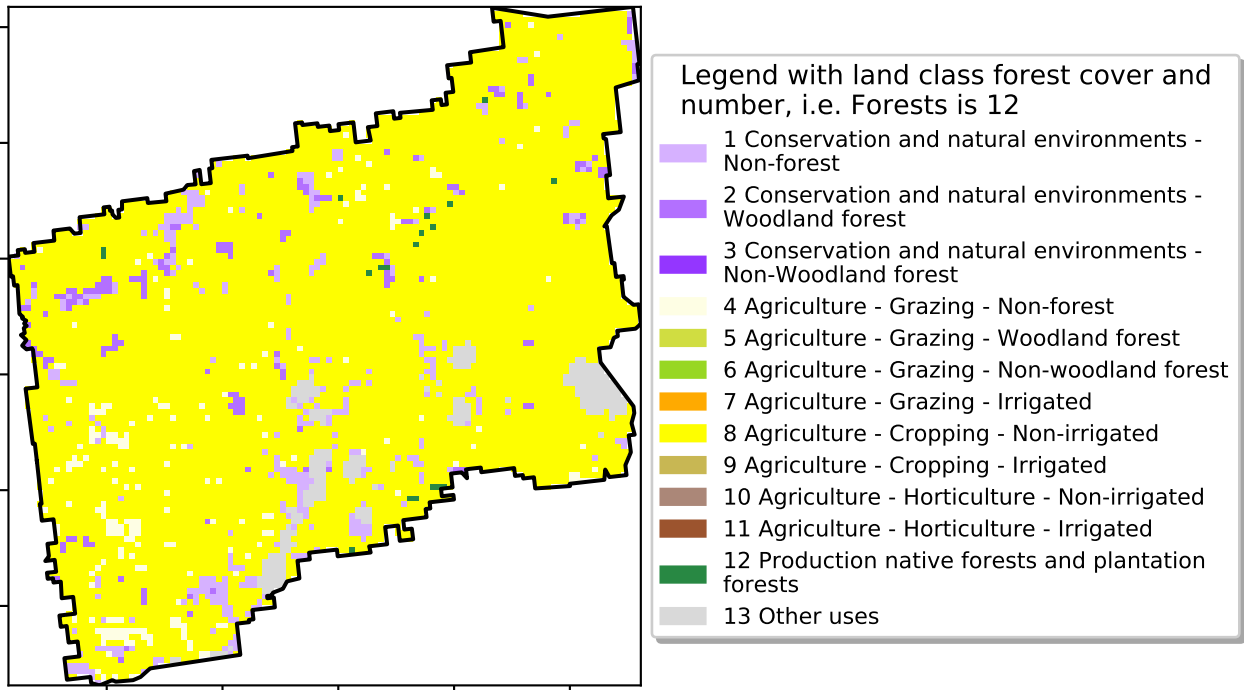 Legend with land class forest cover and
number, i.e. Forests is 12
1 Conservation and natural environments -
Non-forest
2 Conservation and natural environments -
Woodland forest
3 Conservation and natural environments -
Non-Woodland forest
4 Agriculture - Grazing - Non-forest
5 Agriculture - Grazing - Woodland forest
6 Agriculture - Grazing - Non-woodland forest
7 Agriculture - Grazing - Irrigated
8 Agriculture - Cropping - Non-irrigated
9 Agriculture - Cropping - Irrigated
10 Agriculture - Horticulture - Non-irrigated
11 Agriculture - Horticulture - Irrigated
12 Production native forests and plantation
forests
13 Other uses